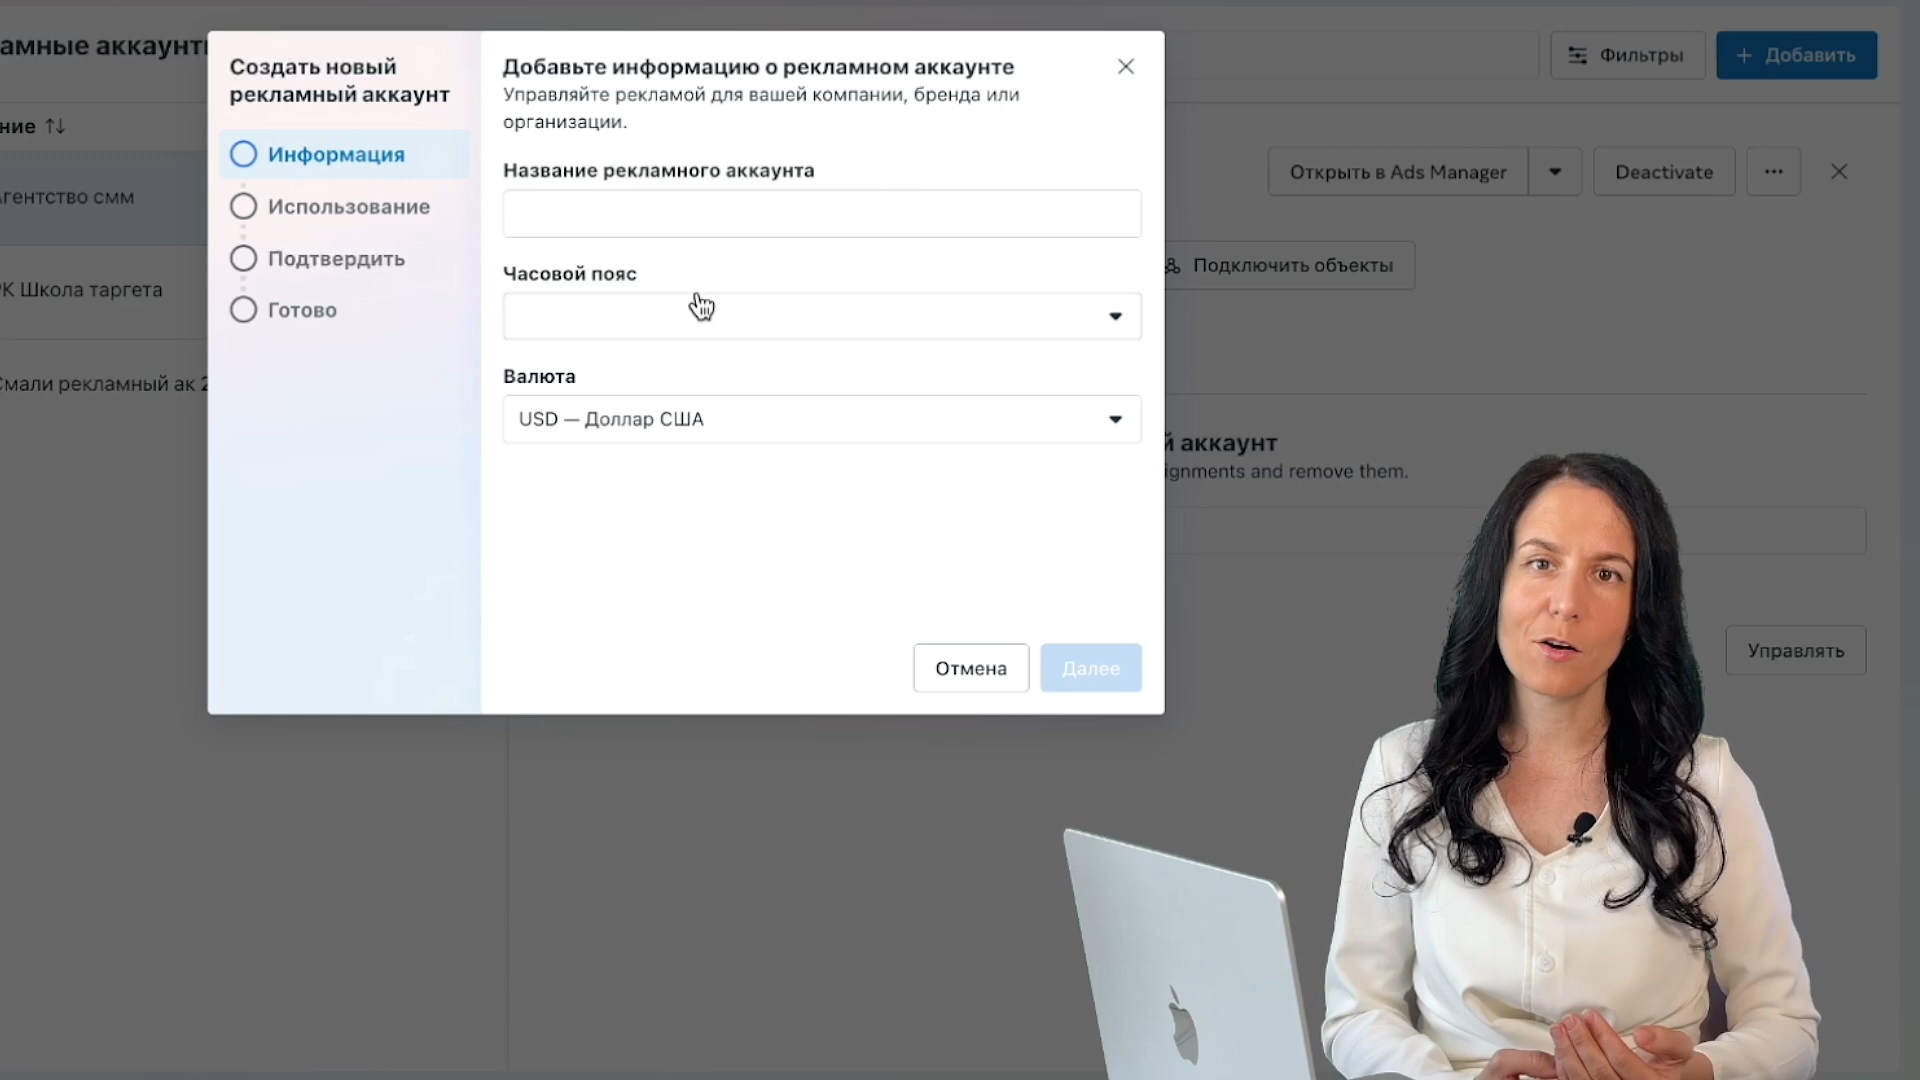 амные аккаунт
Фильтры
+ Добавить
ние
Агентство смм
РК Школа таргета
Смали рекламный ак 2
Создать новый
рекламный аккаунт
Информация
Использование
Подтвердить
Готово
Добавьте информацию о рекламном аккаунте
Управляйте рекламой для вашей компании, бренда или
организации.
Название рекламного аккаунта
Часовой пояс
Валюта
USD — Доллар США
Отмена
Далее
Открыть в Ads Manager
Deactivate
Подключить объекты
й аккаунт
ignments and remove them.
Управлять